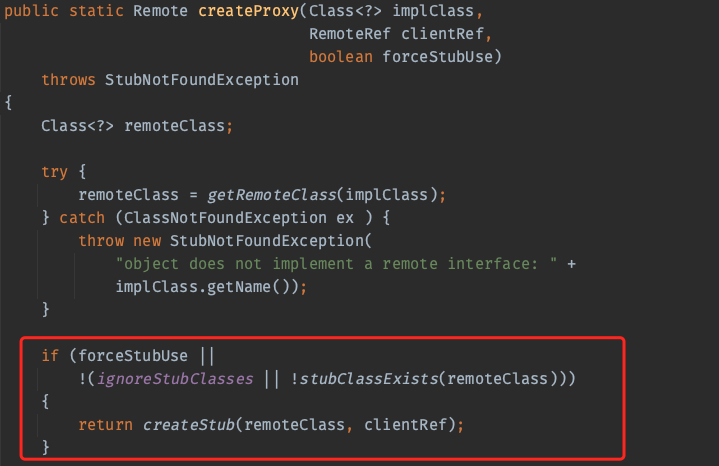 public static Remote createProxy(Class<?> implClass,
                                 RemoteRef clientRef,
                                 boolean forceStubUse)
    throws StubNotFoundException
{
    Class<?> remoteClass;

    try {
        remoteClass = getRemoteClass(implClass);
    } catch (ClassNotFoundException ex ) {
        throw new StubNotFoundException(
            "object does not implement a remote interface: " +
            implClass.getName());
    }

    if (forceStubUse ||
        !(ignoreStubClasses || !stubClassExists(remoteClass)))
    {
        return createStub(remoteClass, clientRef);
    }